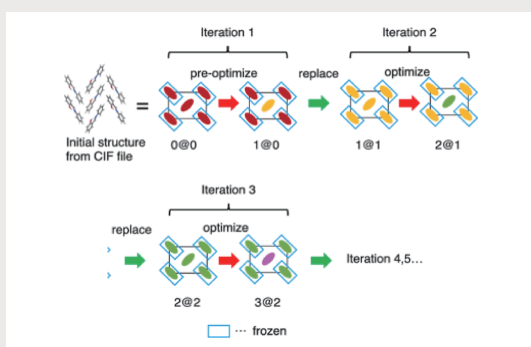 Iteration 1
Iteration 2
pre-optimize
replace
optimize
=
Initial structure
from CIF file
0@0
1@0
1@1
2@1
Iteration 3
replace
optimize
Iteration 4,5...
2@2
3@2
··· frozen